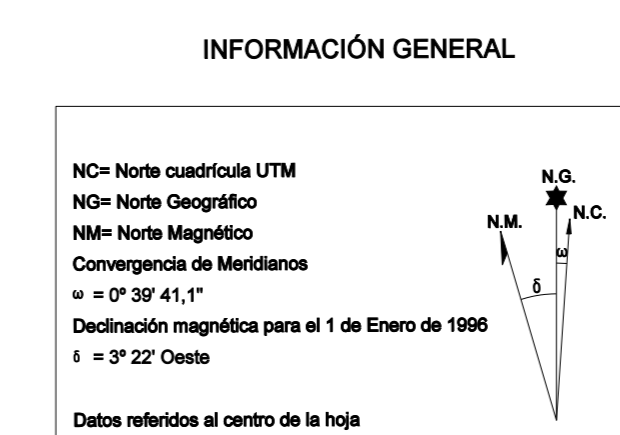 INFORMACIÓN GENERAL
NC= Norte cuadrícula UTM
NG= Norte Geográfico
NM= Norte Magnético
Convergencia de Meridianos
ω = 0º 39' 41,1"
Declinación magnética para el 1 de Enero de 1996
δ = 3º 22' Oeste
Datos referidos al centro de la hoja
N.G.
N.M.
N.C.
ω
δ